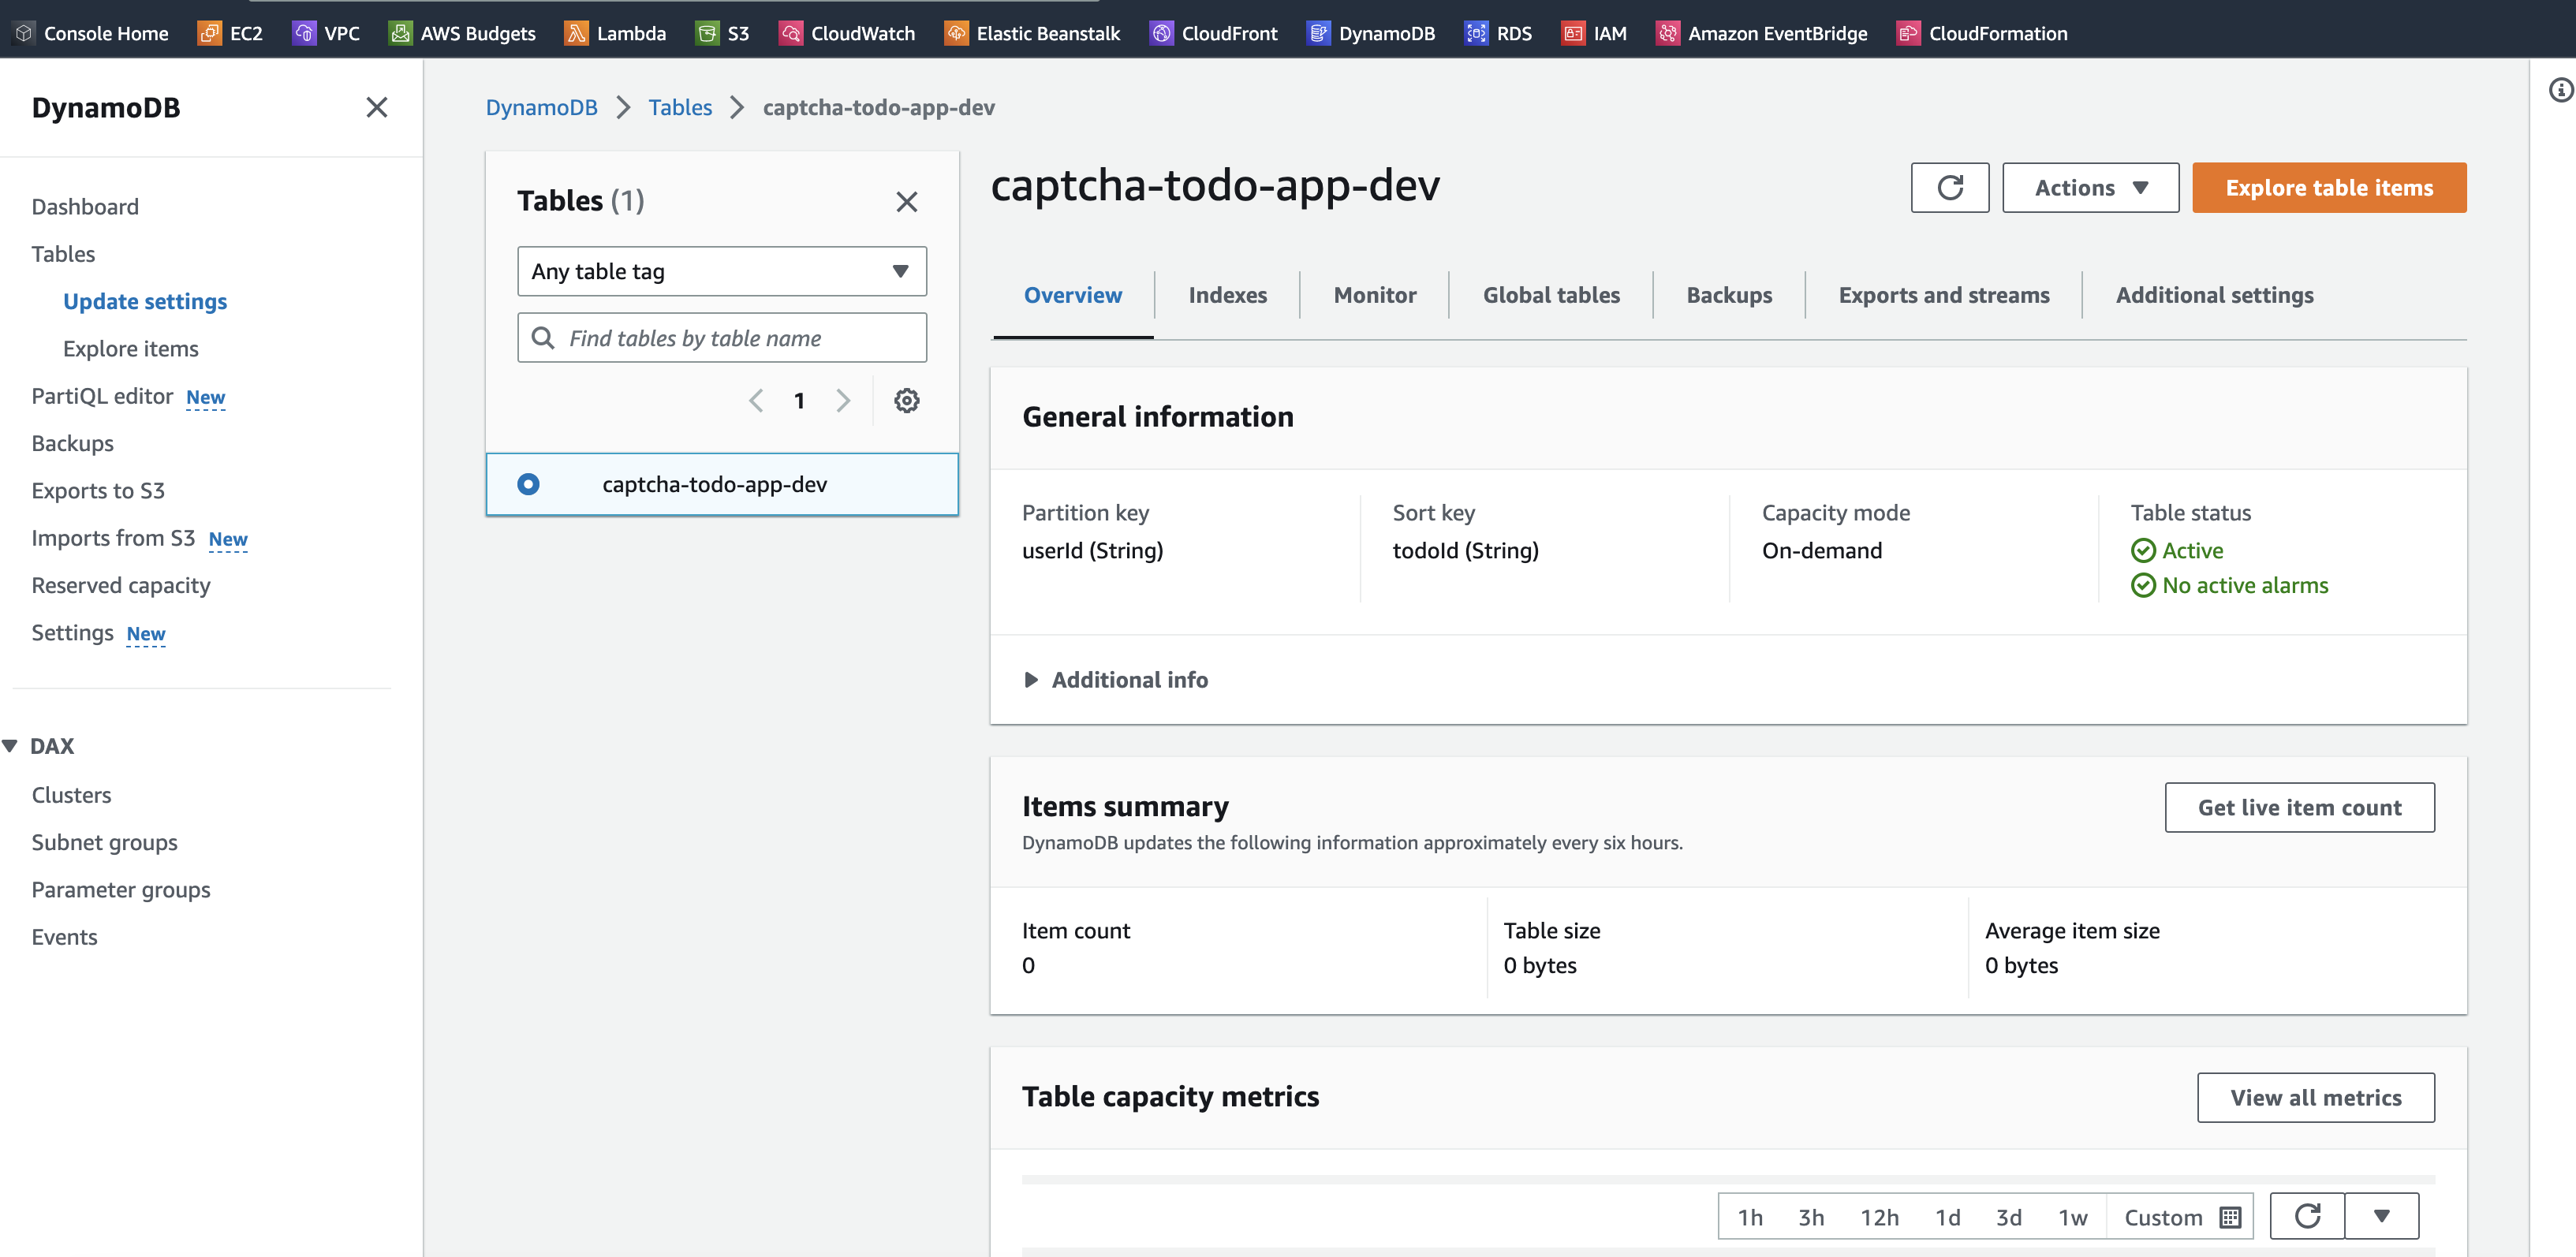 Console Home EC2 VPC AWS Budgets Lambda S3 CloudWatch Elastic Beanstalk CloudFront DynamoDB RDS IAM Amazon EventBridge CloudFormation
DynamoDB
Dashboard
Tables
Update settings
Explore items
PartiQL editor New
Backups
Exports to S3
Imports from S3 New
Reserved capacity
Settings New
DAX
Clusters
Subnet groups
Parameter groups
Events
DynamoDB Tables captcha-todo-app-dev
Tables (1)
Any table tag
Find tables by table name
1
captcha-todo-app-dev
captcha-todo-app-dev
Actions
Explore table items
Overview Indexes Monitor Global tables Backups Exports and streams Additional settings
General information
Partition key
userId (String)
Sort key
todoId (String)
Capacity mode
On-demand
Table status
Active
No active alarms
Additional info
Items summary
DynamoDB updates the following information approximately every six hours.
Get live item count
Item count
0
Table size
0 bytes
Average item size
0 bytes
Table capacity metrics
View all metrics
1h 3h 12h 1d 3d 1w Custom